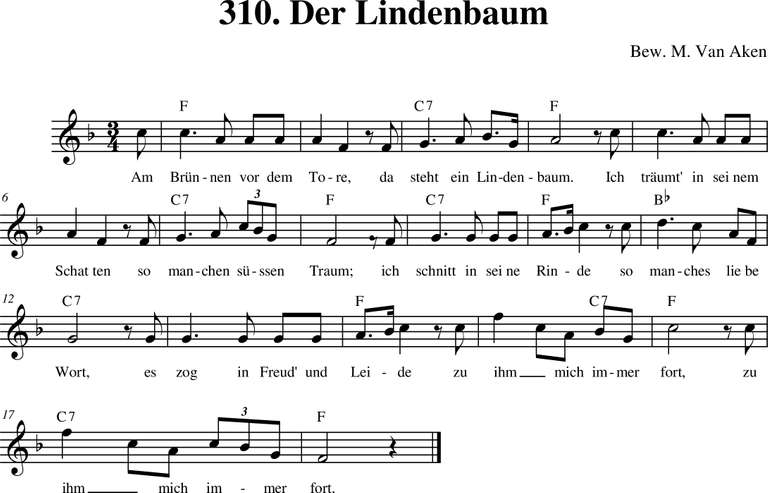 310. Der Lindenbaum
Bew. M. Van Aken
F C7 F
3
4
Am Brün - nen vor dem To - re, da steht ein Lin - den - baum. Ich träumt' in sei nem
6 C7 3 F C7 F B♭
Schat ten so man - chen sü - ssen Traum; ich schnitt in sei ne Rin - de so man - ches lie be
12 C7 F C7 F
Wort, es zog in Freud' und Lei - de zu ihm ___ mich im - mer fort, zu
17 C7 3 F
ihm ___ mich im - mer fort.